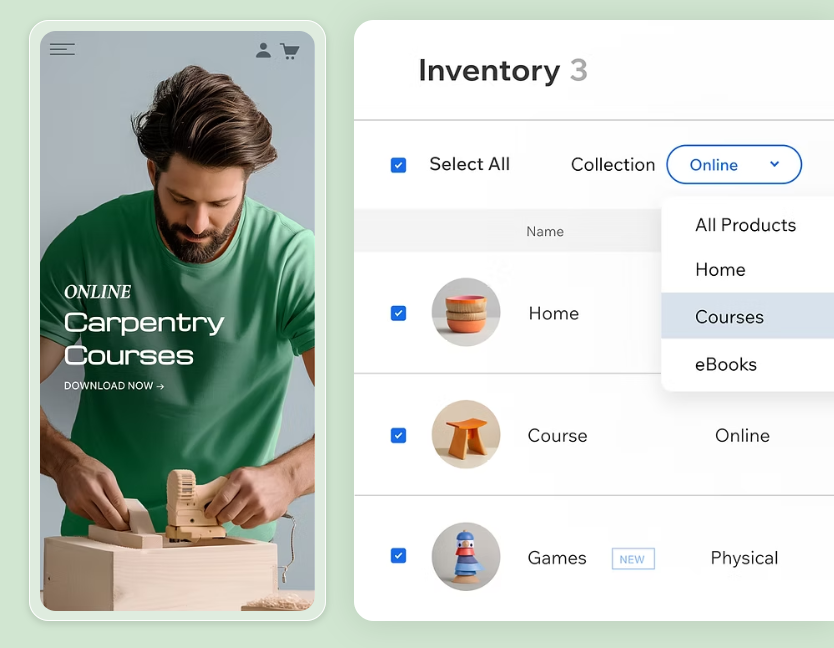 ONLINE
Carpentry
Courses
DOWNLOAD NOW →
Inventory 3
Select All
Collection
Online
All Products
Home
Courses
eBooks
Name
Home
Course
Online
Games
NEW
Physical